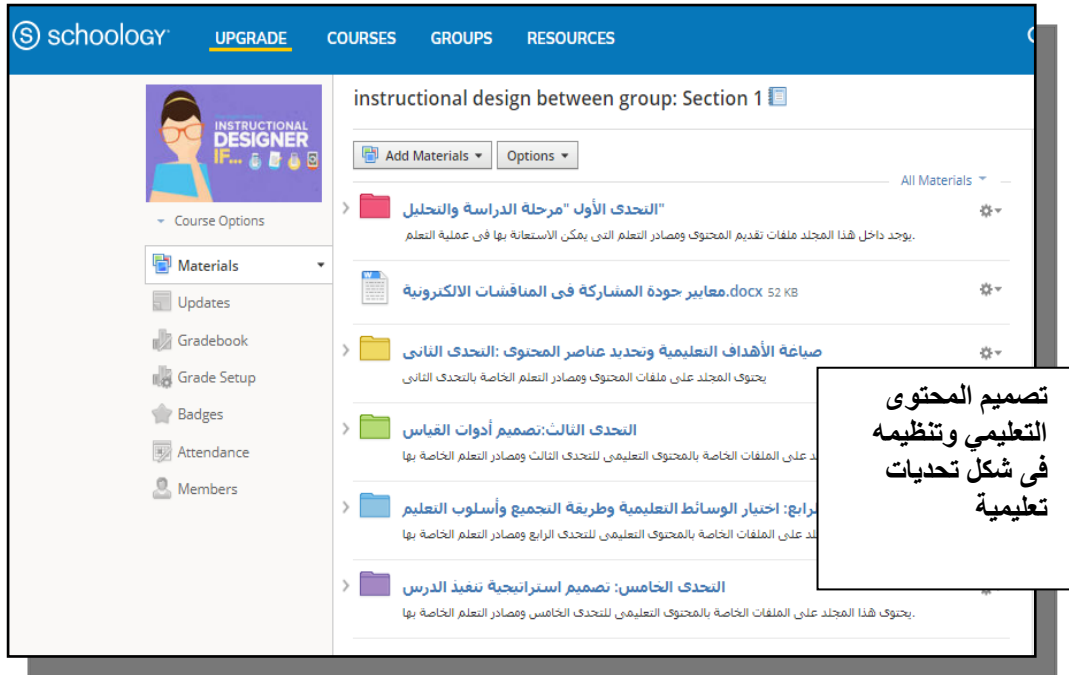 schoology
UPGRADE COURSES GROUPS RESOURCES
INSTRUCTIONAL
DESIGNER
IF...
Course Options
Materials
Updates
Gradebook
Grade Setup
Badges
Attendance
Members
instructional design between group: Section 1
Add Materials Options
All Materials
التحدى الأول "مرحلة الدراسة والتحليل"
يوجد داخل هذا المجلد ملفات تقديم المحتوى ومصادر التعلم التى يمكن الاستعانة بها فى عملية التعلم.
معايير جودة المشاركة فى المناقشات الالكترونية.docx 52 KB
صياغة الأهداف التعليمية وتحديد عناصر المحتوى :التحدى الثانى
يحتوى المجلد على ملفات المحتوى ومصادر التعلم الخاصة بالتحدى الثانى
التحدى الثالث:تصميم أدوات القياس
على الملفات الخاصة بالمحتوى التعليمى للتحدى الثالث ومصادر التعلم الخاصة بها
الرابع: اختيار الوسائط التعليمية وطريقة التجميع وأسلوب التعليم
على الملفات الخاصة بالمحتوى التعليمى للتحدى الرابع ومصادر التعلم الخاصة بها
التحدى الخامس: تصميم استراتيجية تنفيذ الدرس
يحتوى هذا المجلد على الملفات الخاصة بالمحتوى التعليمى للتحدى الخامس ومصادر التعلم الخاصة بها.
تصميم المحتوى
التعليمي وتنظيمه
فى شكل تحديات
تعليمية